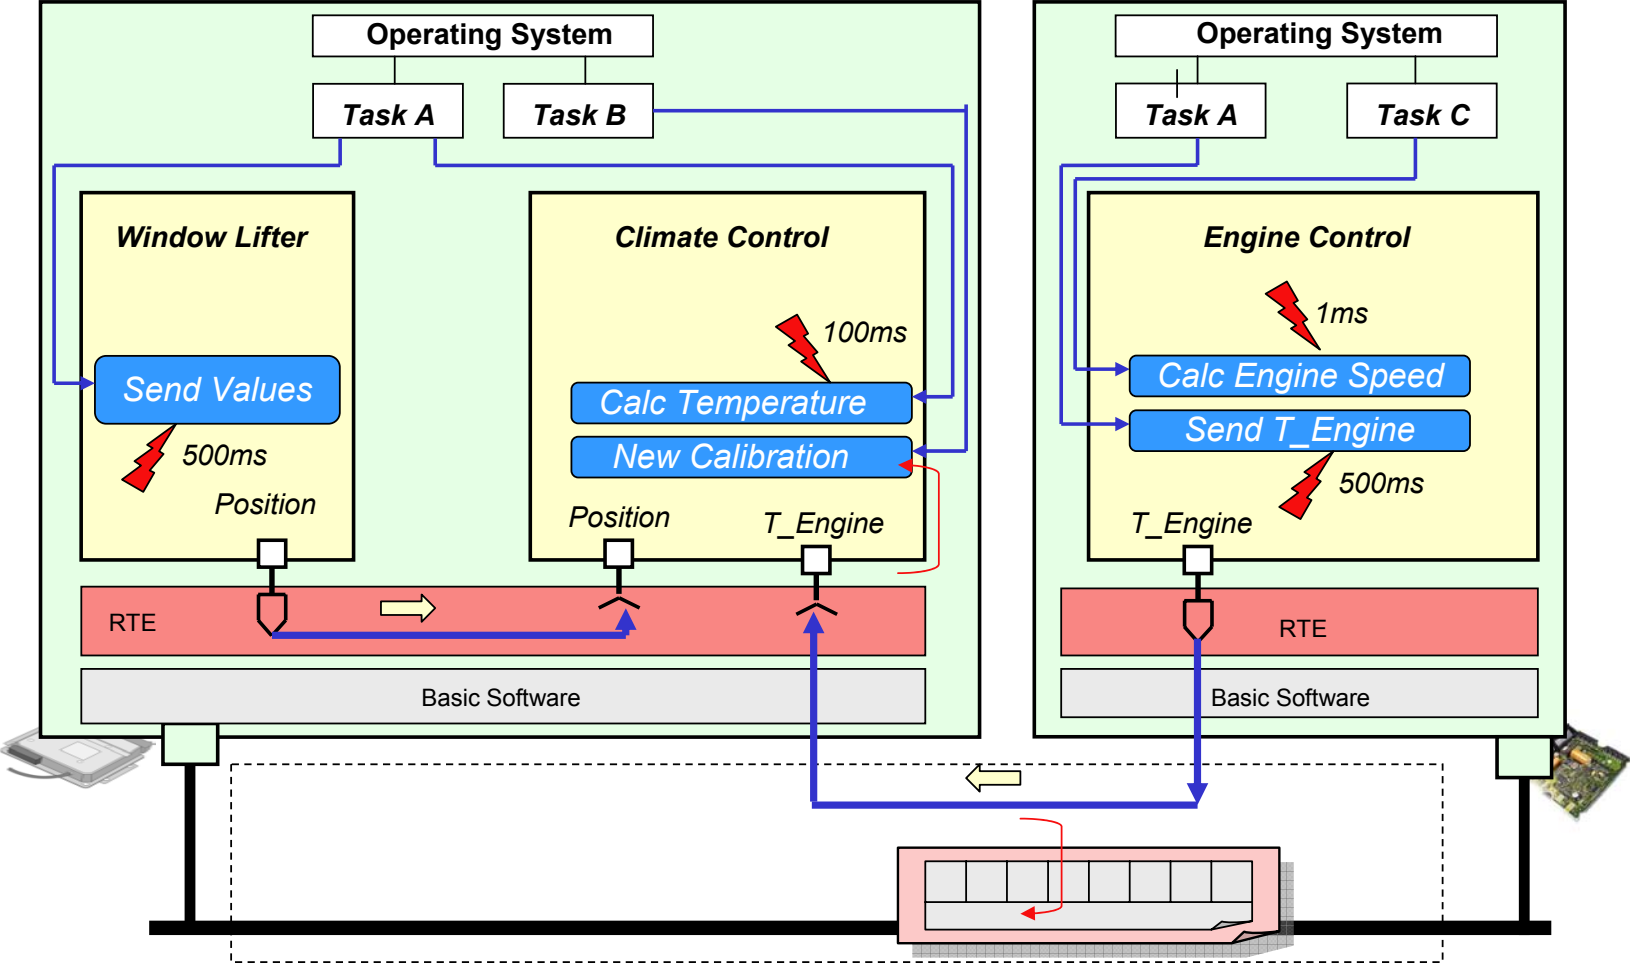 Operating System
Task A
Task B
Window Lifter
Climate Control
100ms
Send Values
Calc Temperature
New Calibration
500ms
Position
Position
T_Engine
RTE
Basic Software
Operating System
Task A
Task C
Engine Control
1ms
Calc Engine Speed
Send T_Engine
500ms
T_Engine
RTE
Basic Software